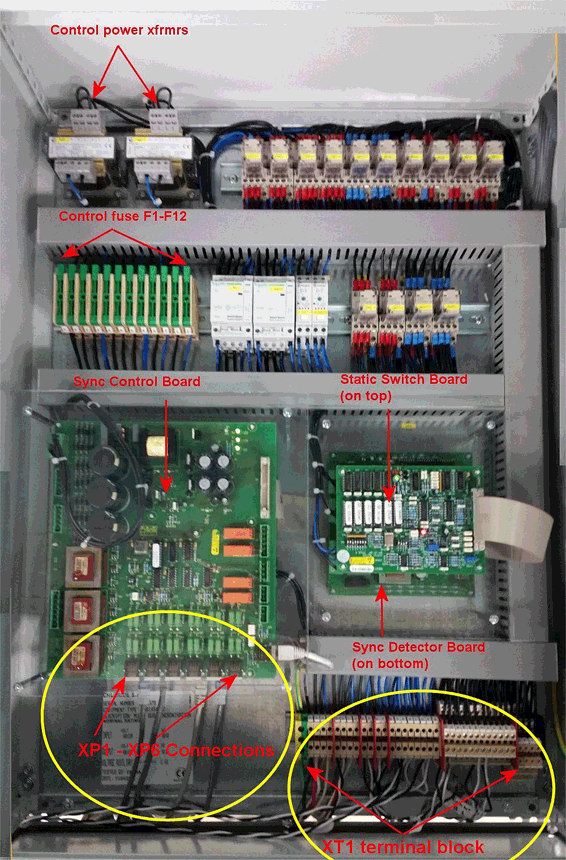 Control power xfrmrs
Control fuse F1-F12
Sync Control Board
Static Switch Board
(on top)
Sync Detector Board
(on bottom)
XP1 - XP6 Connections
XT1 terminal block